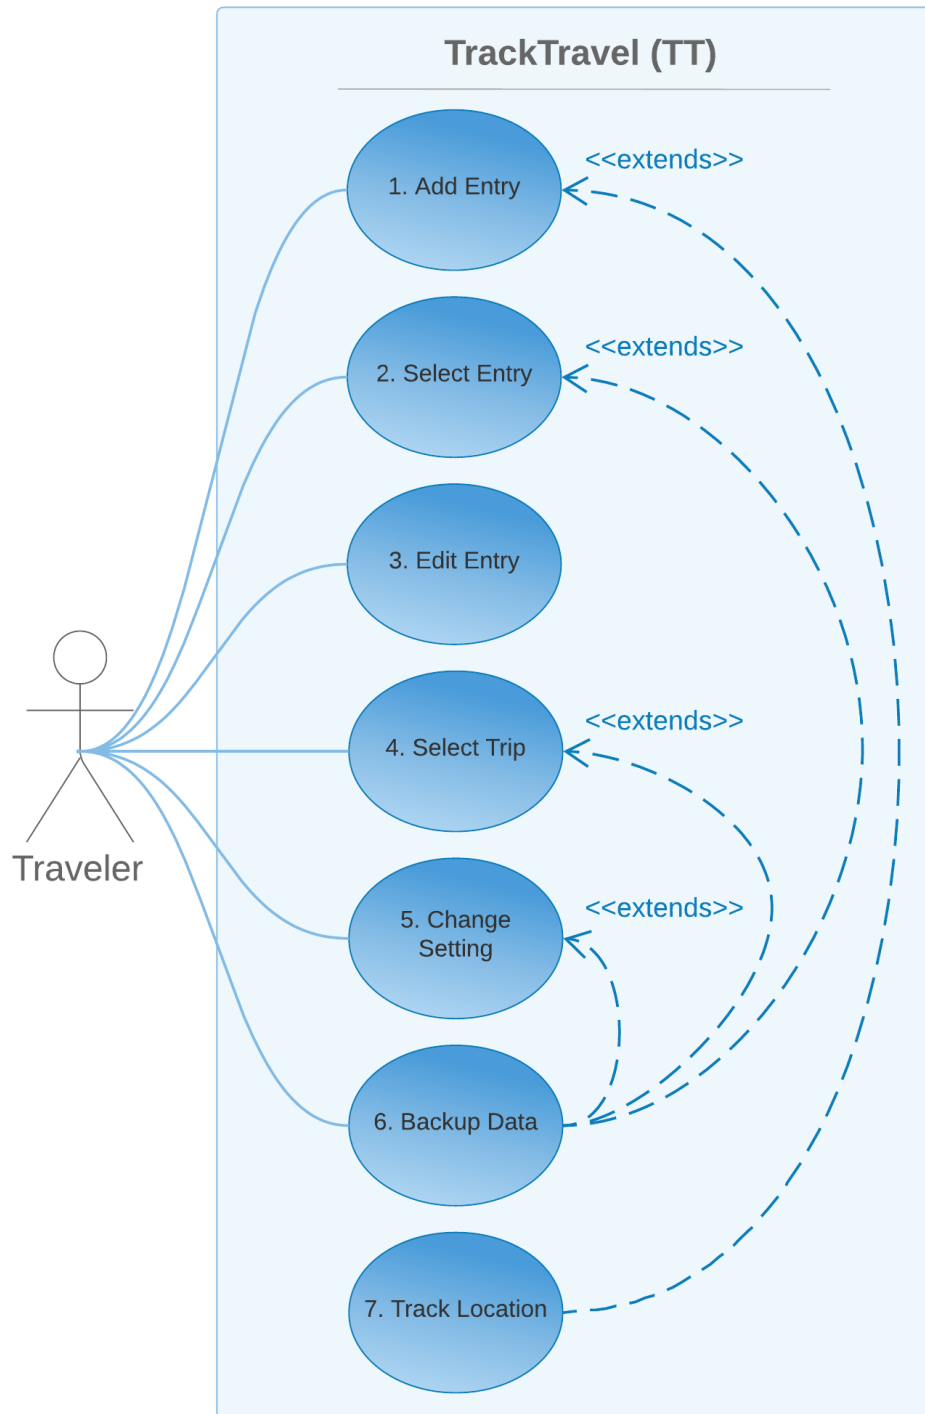 TrackTravel (TT)
<<extends>>
1. Add Entry
<<extends>>
2. Select Entry
3. Edit Entry
<<extends>>
4. Select Trip
Traveler
<<extends>>
5. Change
Setting
6. Backup Data
7. Track Location